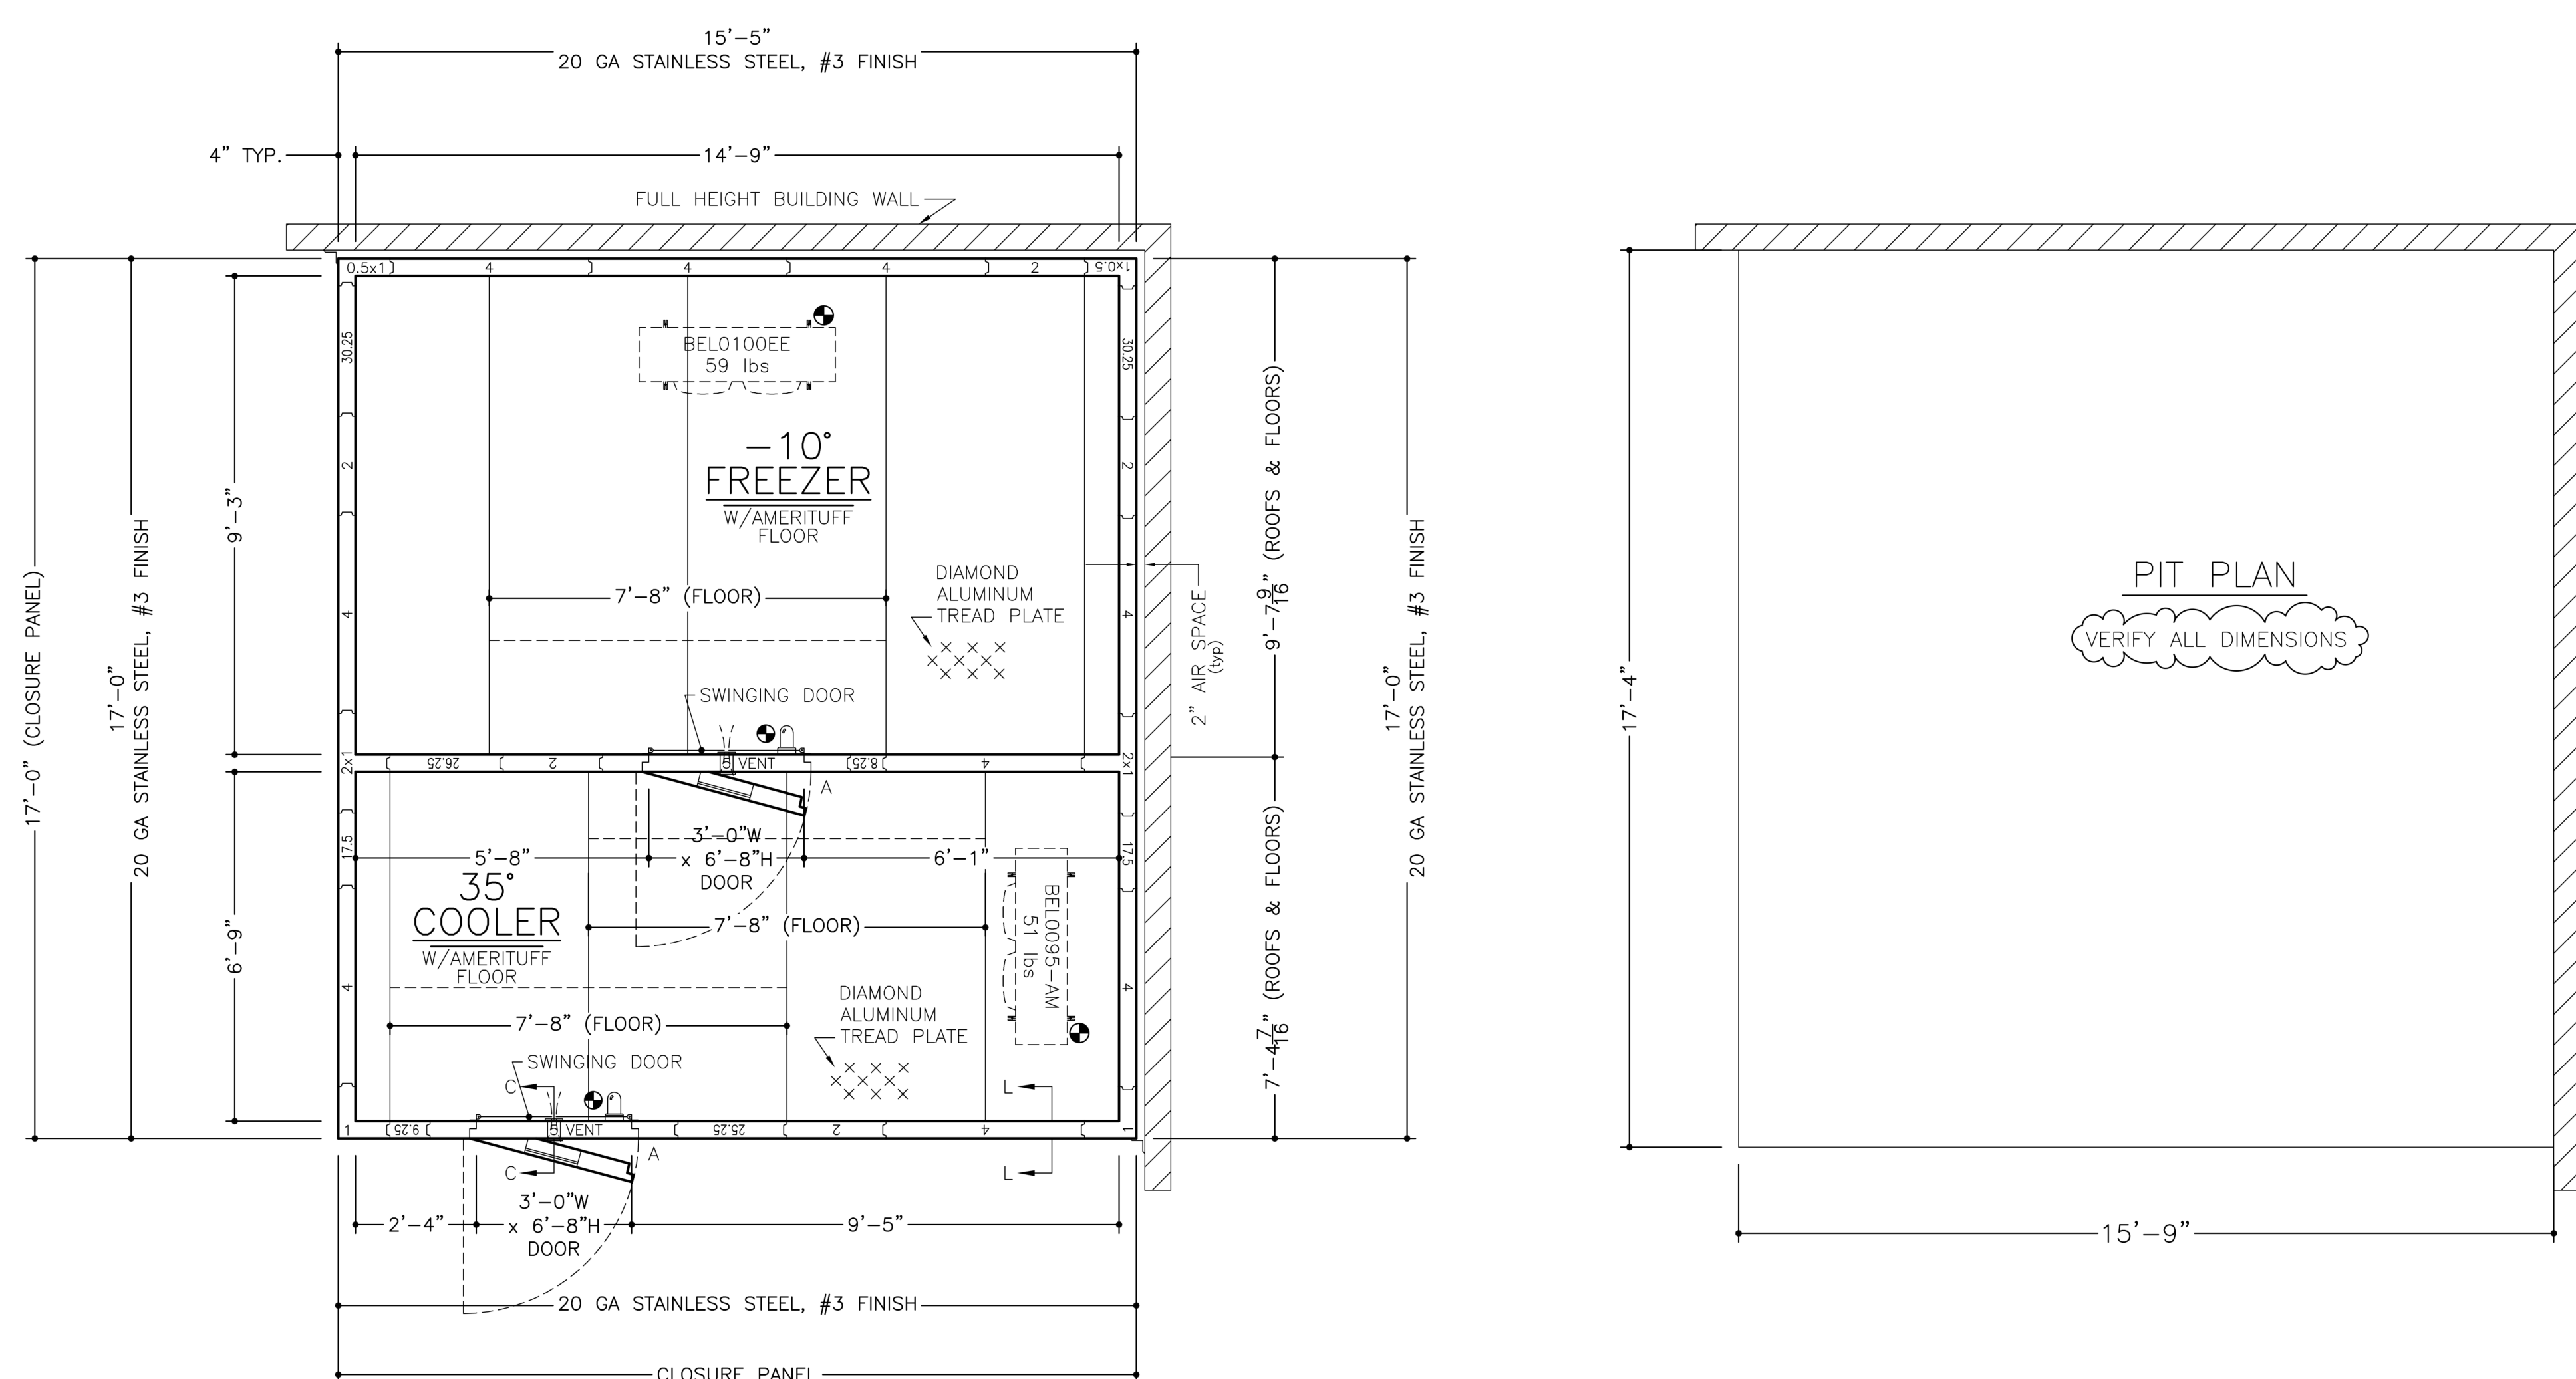 15'-5"
20 GA STAINLESS STEEL, #3 FINISH
4" TYP.
14'-9"
FULL HEIGHT BUILDING WALL
0.5x1
4
4
4
2
1x0.5
30.25
2
4
2x1
17.5
4
1
30.25
2
4
2x1
17.5
4
1
17'-0" (CLOSURE PANEL)
17'-0"
20 GA STAINLESS STEEL, #3 FINISH
9'-3"
6'-9"
BEL0100EE
59 lbs
-10°
FREEZER
W/AMERITUFF
FLOOR
DIAMOND
ALUMINUM
TREAD PLATE
7'-8" (FLOOR)
SWINGING DOOR
26.25
2
5 VENT
8.25
4
A
3'-0"W
5'-8"
x 6'-8"H
6'-1"
DOOR
35°
COOLER
W/AMERITUFF
FLOOR
7'-8" (FLOOR)
BEL0095-AM
51 lbs
DIAMOND
ALUMINUM
TREAD PLATE
7'-8" (FLOOR)
SWINGING DOOR
C
L
9.25
5 VENT
25.25
2
4
A
C
L
3'-0"W
2'-4"
x 6'-8"H
9'-5"
DOOR
20 GA STAINLESS STEEL, #3 FINISH
CLOSURE PANEL
2" AIR SPACE
(typ)
9'-7 9/16" (ROOFS & FLOORS)
7'-4 7/16" (ROOFS & FLOORS)
17'-0"
20 GA STAINLESS STEEL, #3 FINISH
17'-4"
PIT PLAN
VERIFY ALL DIMENSIONS
15'-9"